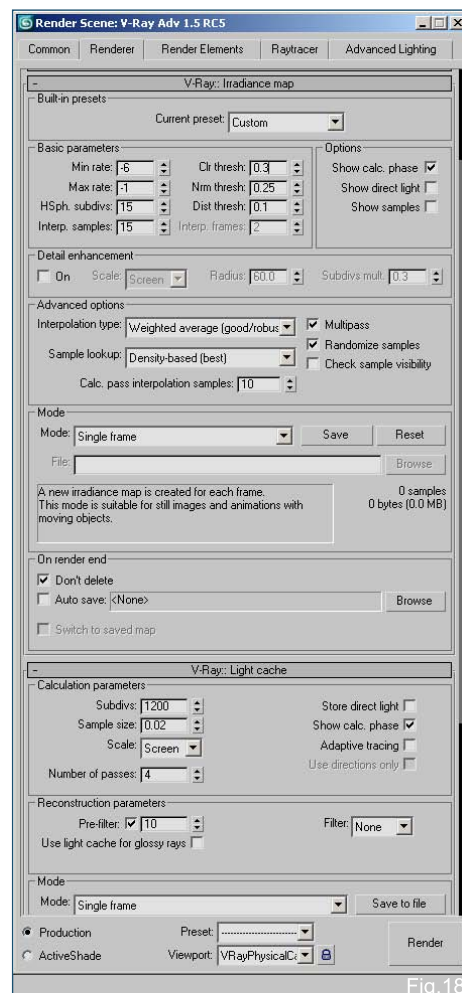 Render Scene: V-Ray Adv 1.5 RC5
Common Renderer Render Elements Raytracer Advanced Lighting
- V-Ray:: Irradiance map
Built-in presets
Current preset: Custom
Basic parameters Options
Min rate: -6 Clr thresh: 0.3 Show calc. phase
Max rate: -1 Nrm thresh: 0.25 Show direct light
HSph. subdivs: 15 Dist thresh: 0.1 Show samples
Interp. samples: 15 Interp. frames: 2
Detail enhancement
On Scale: Screen Radius: 60.0 Subdivs mult. 0.3
Advanced options
Interpolation type: Weighted average (good/robus Multipass
Randomize samples
Sample lookup: Density-based (best) Check sample visibility
Calc. pass interpolation samples: 10
Mode
Mode: Single frame Save Reset
File: Browse
A new irradiance map is created for each frame. 0 samples
This mode is suitable for still images and animations with 0 bytes (0.0 MB)
moving objects.
On render end
Don't delete
Auto save: <None> Browse
Switch to saved map
- V-Ray:: Light cache
Calculation parameters
Subdivs: 1200 Store direct light
Sample size: 0.02 Show calc. phase
Scale: Screen Adaptive tracing
Use directions only
Number of passes: 4
Reconstruction parameters
Pre-filter: 10 Filter: None
Use light cache for glossy rays
Mode
Mode: Single frame Save to file
Production Preset: -------------------------
ActiveShade Viewport: VRayPhysicalCa Render
Fig.18